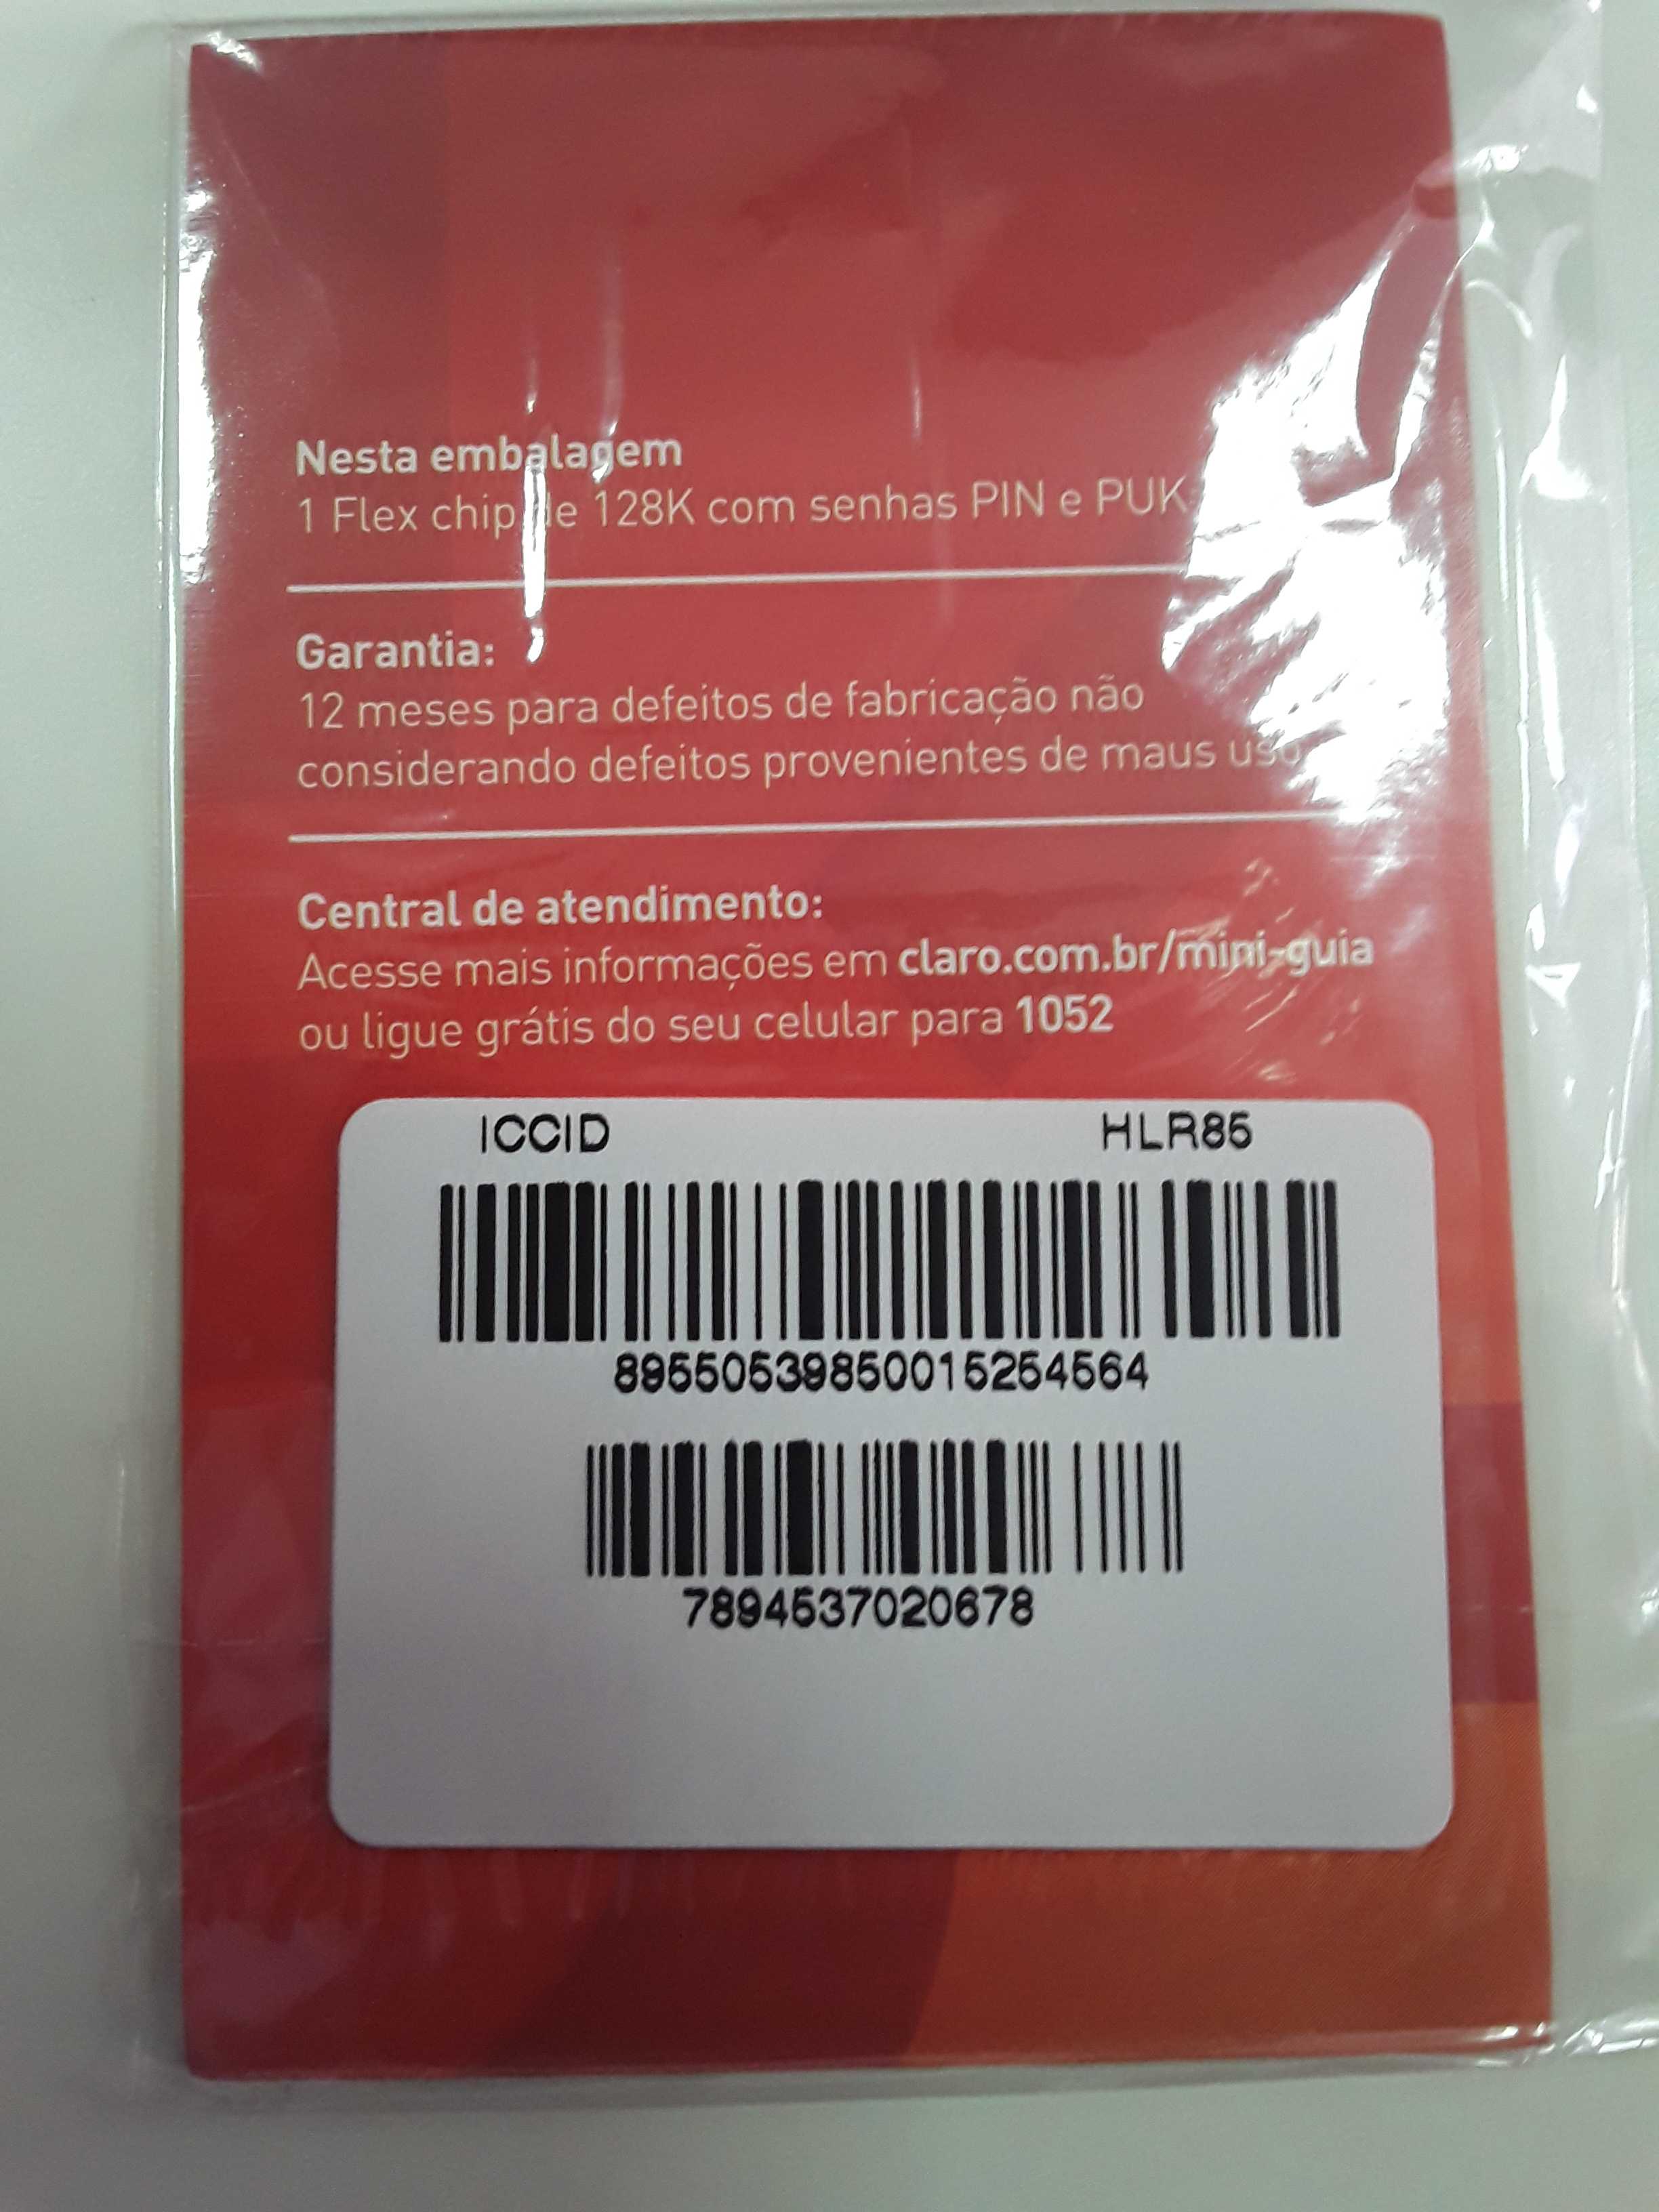 Nesta embalagem
1 Flex chip de 128K com senhas PIN e PUK
Garantia:
12 meses para defeitos de fabricação não
considerando defeitos provenientes de maus uso
Central de atendimento:
Acesse mais informações em claro.com.br/mini-guia
ou ligue grátis do seu celular para 1052
ICCID HLR85
89550539850015254564
7894537020678